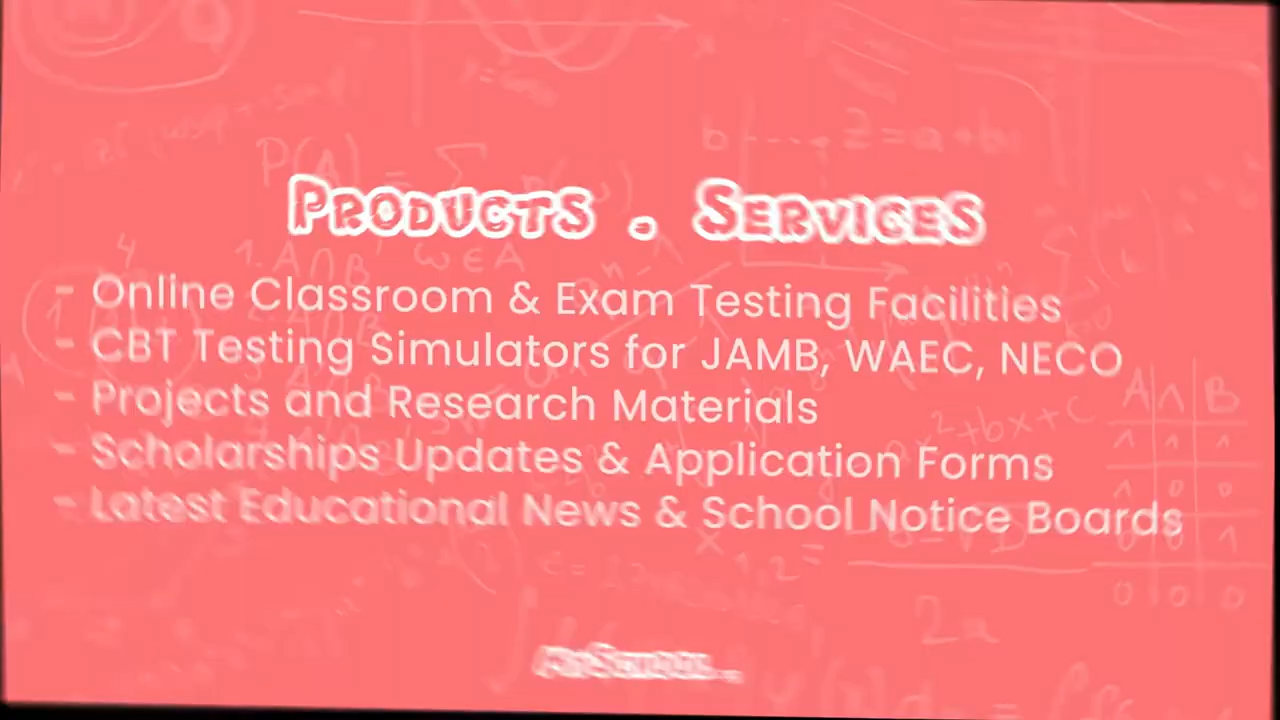 Products . Services
- Online Classroom & Exam Testing Facilities
- CBT Testing Simulators for JAMB, WAEC, NECO
- Projects and Research Materials
- Scholarships Updates & Application Forms
- Latest Educational News & School Notice Boards